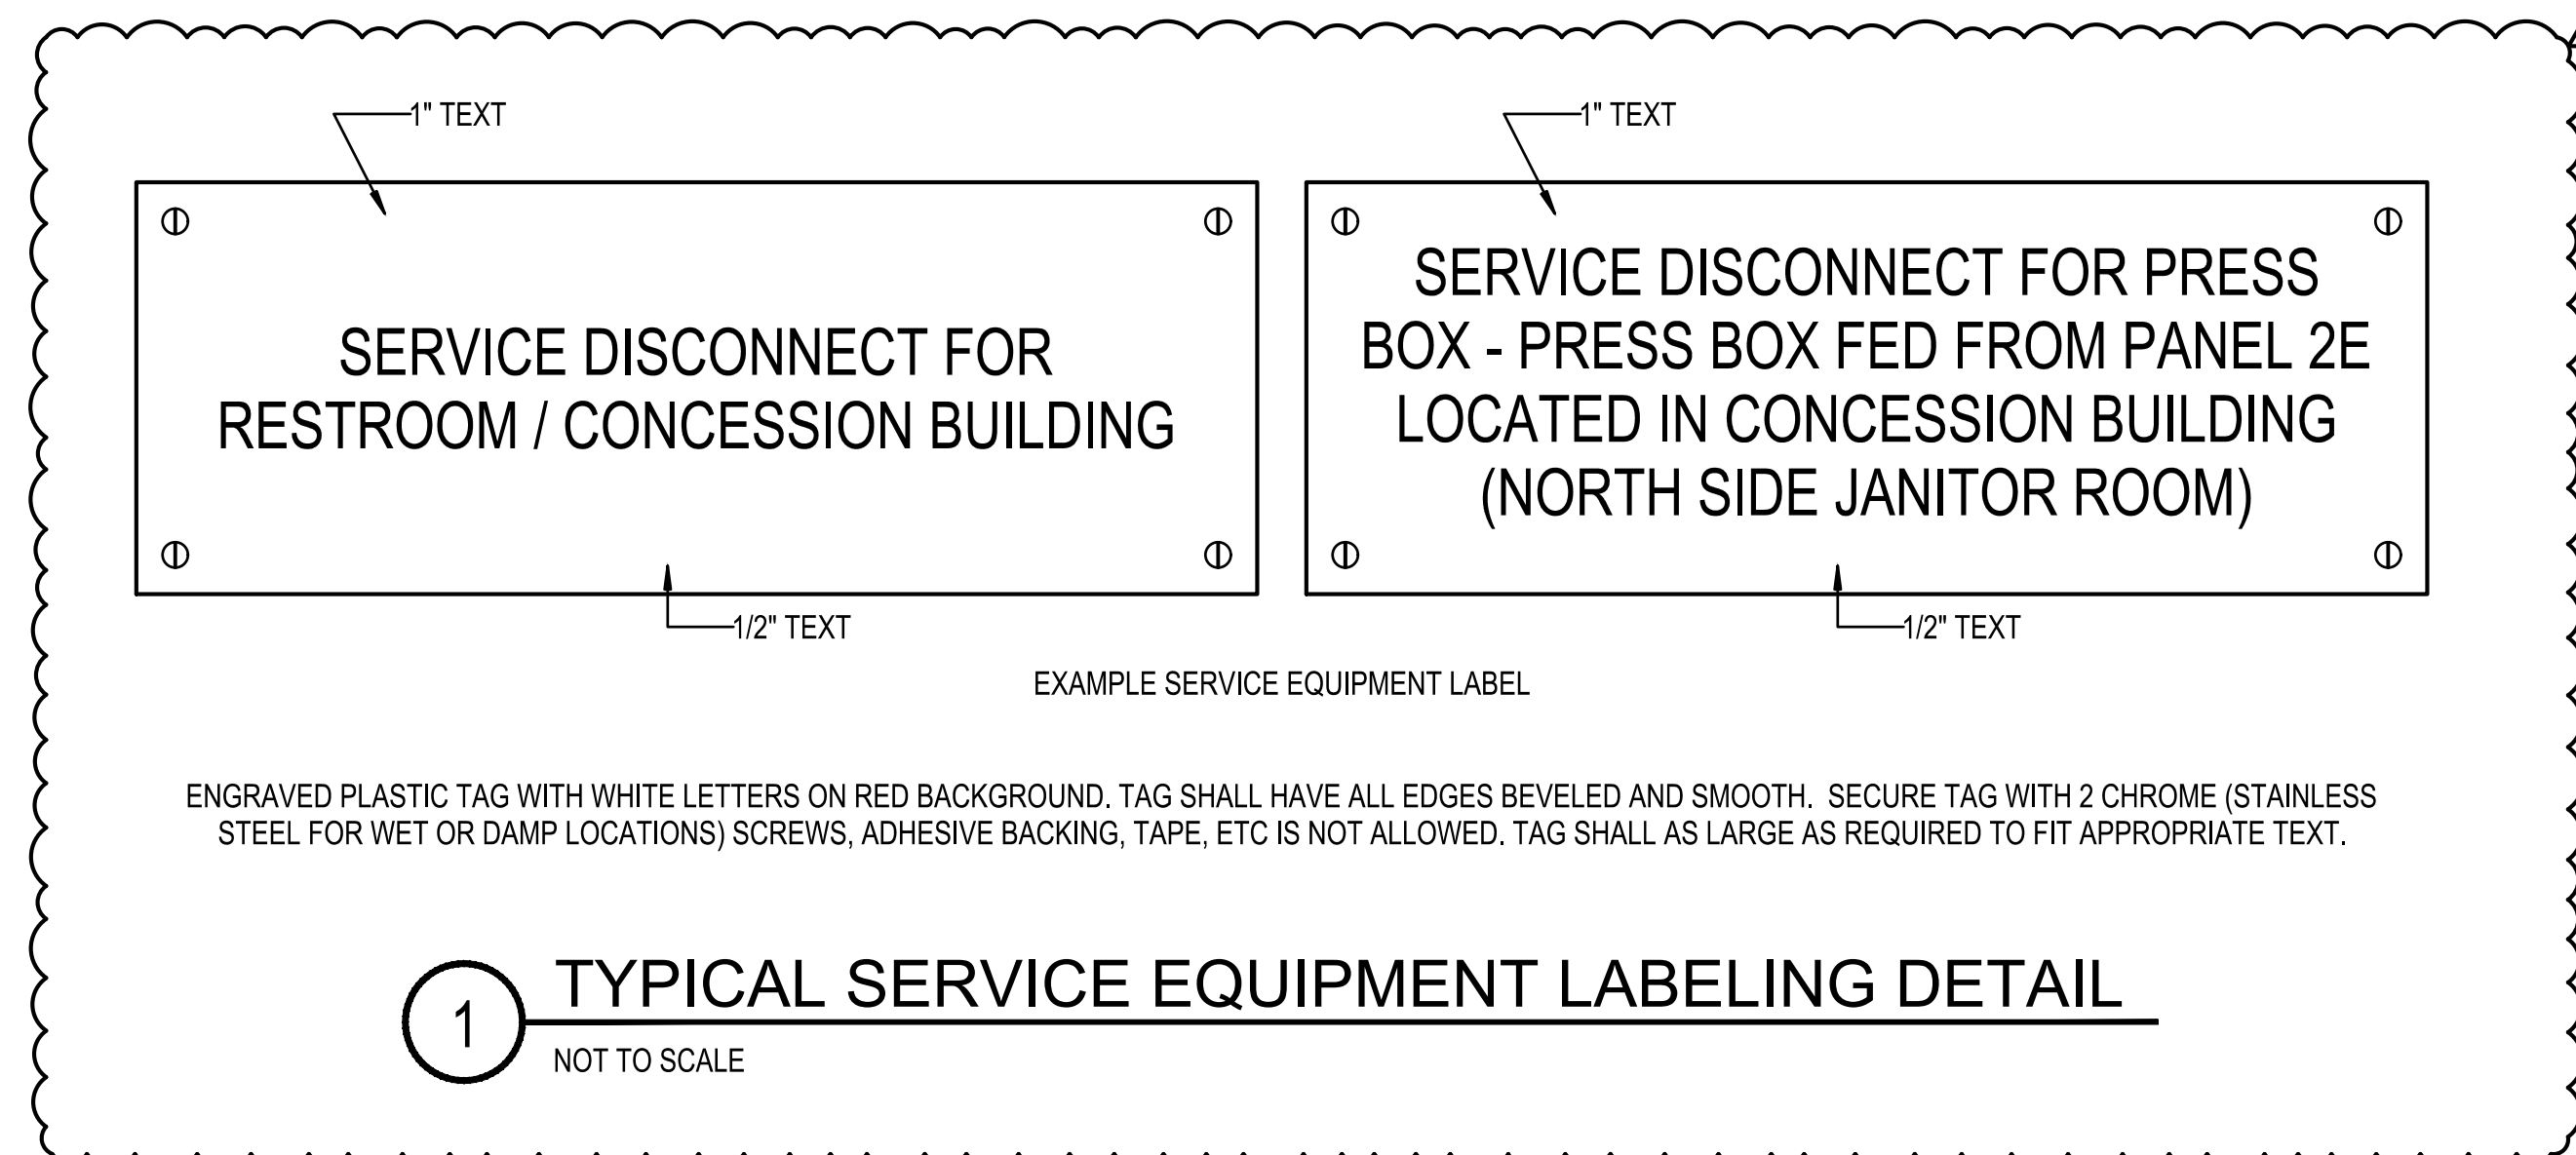 1" TEXT
1" TEXT
SERVICE DISCONNECT FOR
RESTROOM / CONCESSION BUILDING
SERVICE DISCONNECT FOR PRESS
BOX - PRESS BOX FED FROM PANEL 2E
LOCATED IN CONCESSION BUILDING
(NORTH SIDE JANITOR ROOM)
1/2" TEXT
1/2" TEXT
EXAMPLE SERVICE EQUIPMENT LABEL
ENGRAVED PLASTIC TAG WITH WHITE LETTERS ON RED BACKGROUND. TAG SHALL HAVE ALL EDGES BEVELED AND SMOOTH. SECURE TAG WITH 2 CHROME (STAINLESS
STEEL FOR WET OR DAMP LOCATIONS) SCREWS, ADHESIVE BACKING, TAPE, ETC IS NOT ALLOWED. TAG SHALL AS LARGE AS REQUIRED TO FIT APPROPRIATE TEXT.
1 TYPICAL SERVICE EQUIPMENT LABELING DETAIL
NOT TO SCALE